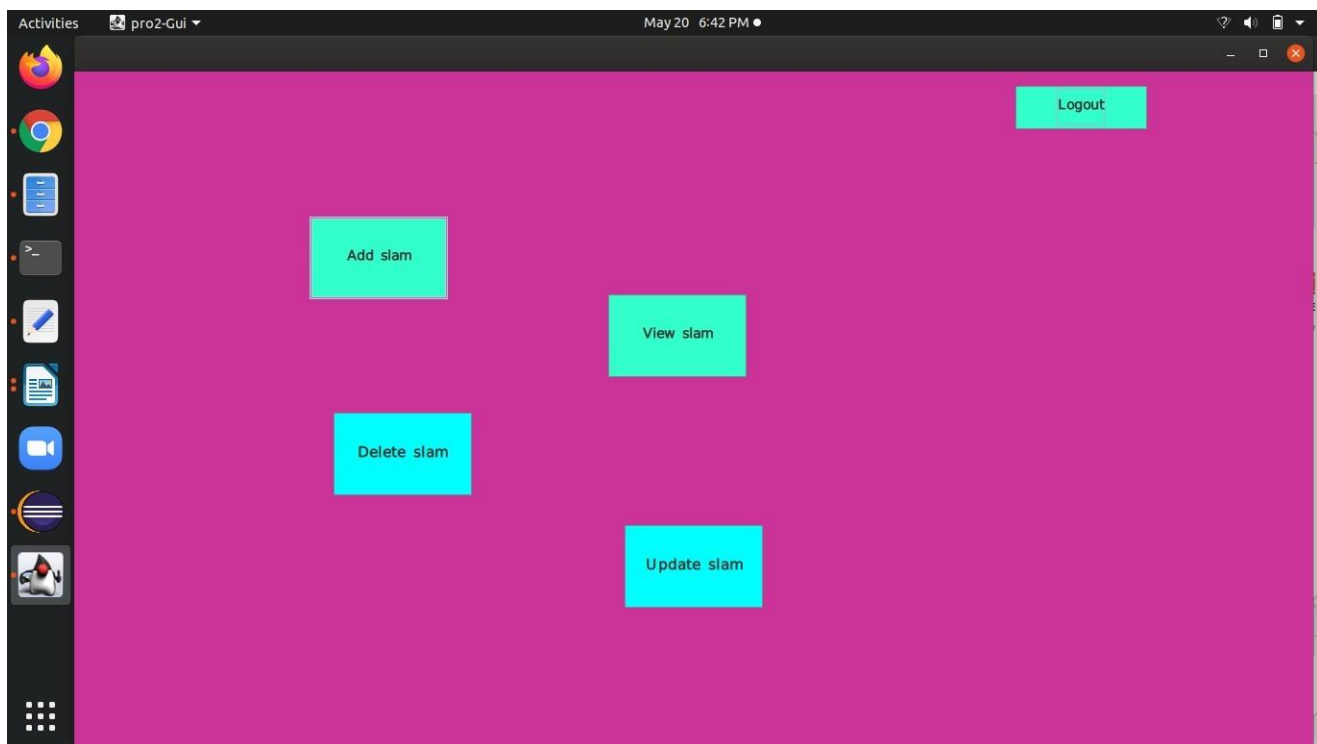 Activities pro2-Gui May 20 6:42 PM
Logout
Add slam
View slam
Delete slam
Update slam